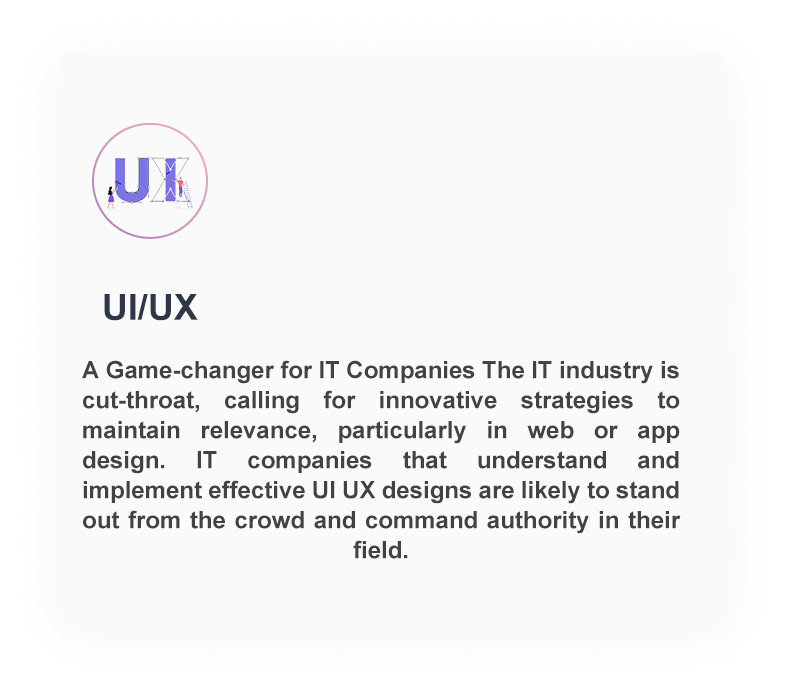 UX
UI/UX
A Game-changer for IT Companies The IT industry is
cut-throat, calling for innovative strategies to
maintain relevance, particularly in web or app
design. IT companies that understand and
implement effective UI UX designs are likely to stand
out from the crowd and command authority in their
field.